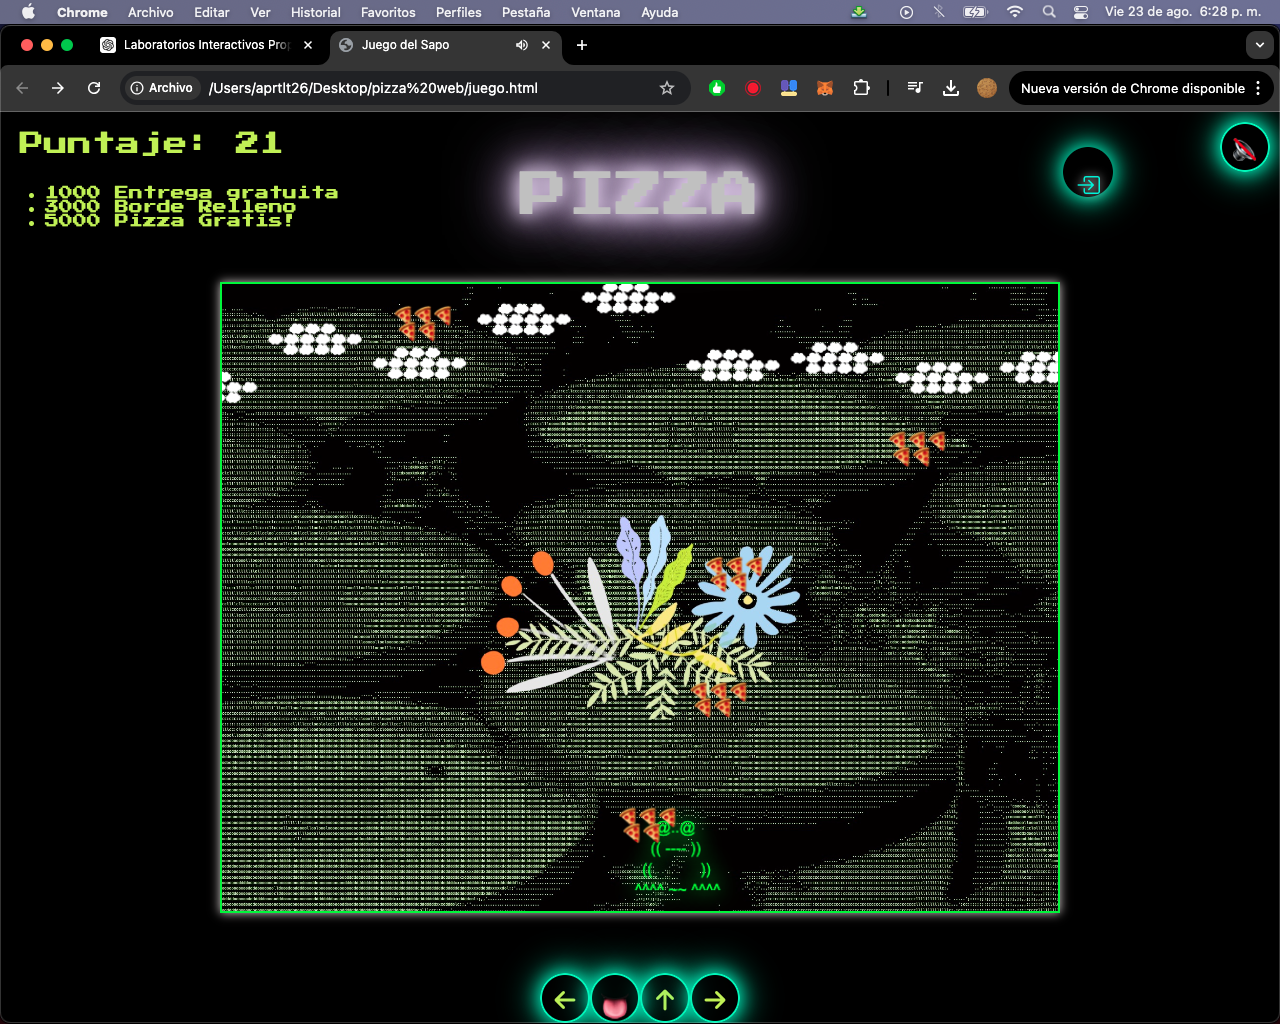 Chrome Archivo Editar Ver Historial Favoritos Perfiles Pestaña Ventana Ayuda Vie 23 de ago. 6:28 p. m.
Laboratorios Interactivos Pro
Juego del Sapo
Archivo /Users/aprtlt26/Desktop/pizza%20web/juego.html Nueva versión de Chrome disponible
Puntaje: 21
PIZZA
1000 Entrega gratuita
3000 Borde Relleno
5000 Pizza Gratis!
@..@
(( ---- ))
(( ))
^^^^ ~~ ^^^^